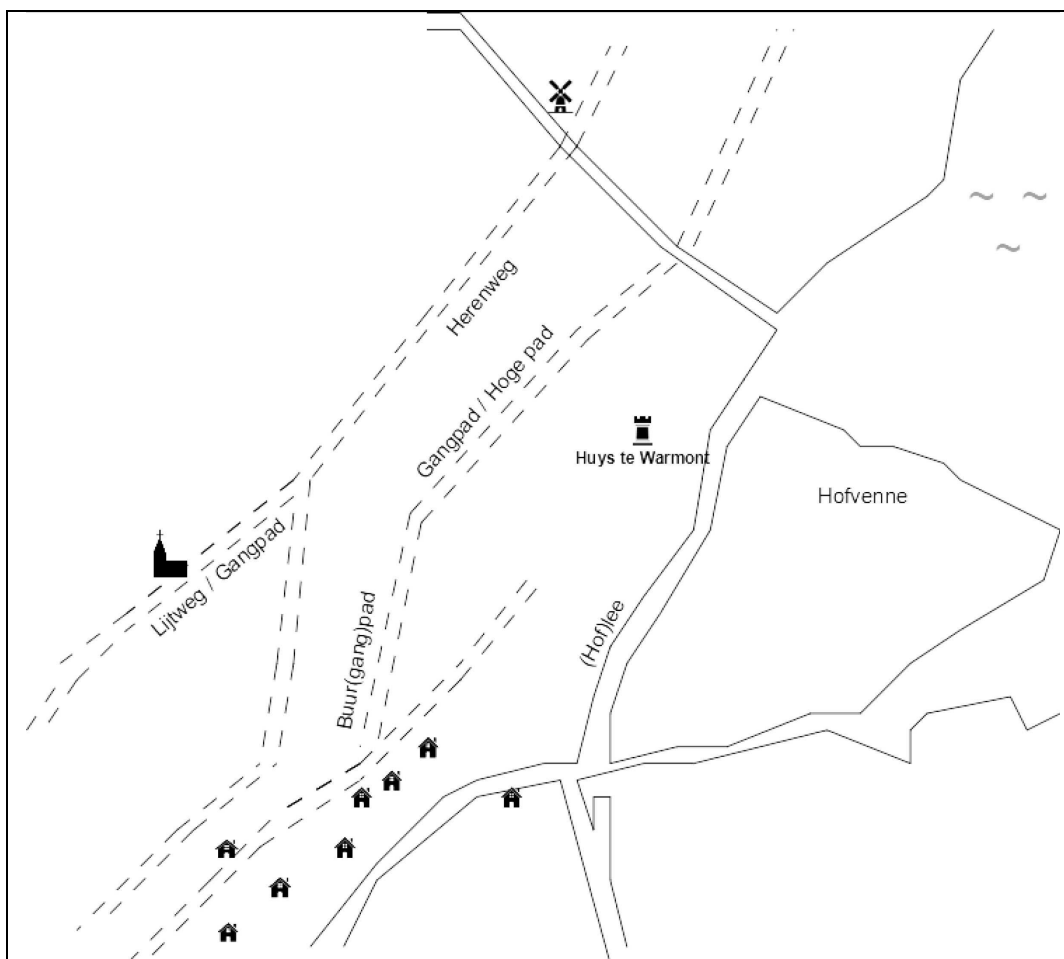 Herenweg
Gangpad / Hoge pad
Huys te Warmont
Hofvenne
Lijtweg / Gangpad
Buur(gang)pad
(Hof)lee